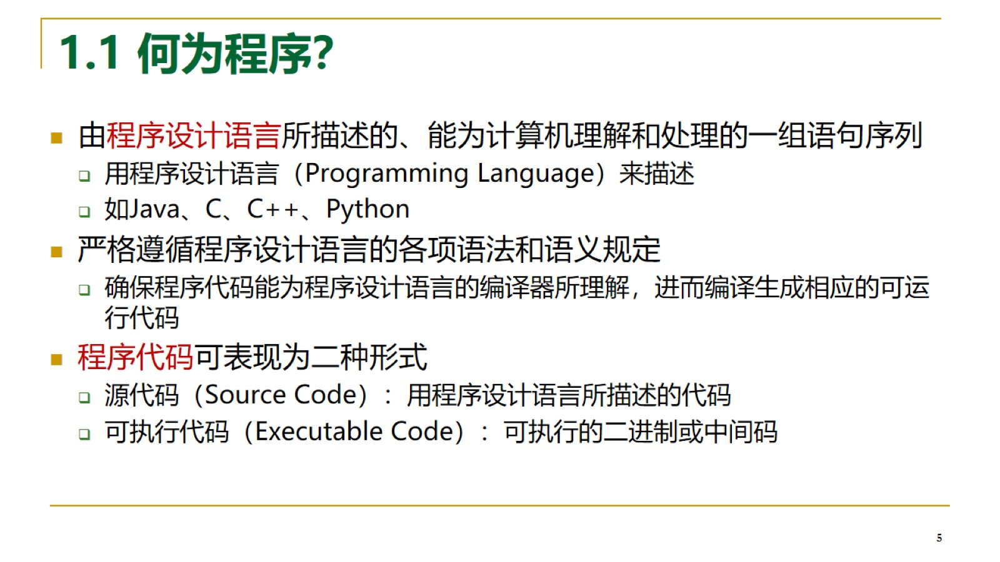 1.1 何为程序?
由程序设计语言所描述的、能为计算机理解和处理的一组语句序列
用程序设计语言（Programming Language）来描述
如Java、C、C++、Python
严格遵循程序设计语言的各项语法和语义规定
确保程序代码能为程序设计语言的编译器所理解，进而编译生成相应的可运
行代码
程序代码可表现为二种形式
源代码（Source Code）：用程序设计语言所描述的代码
可执行代码（Executable Code）：可执行的二进制或中间码
5